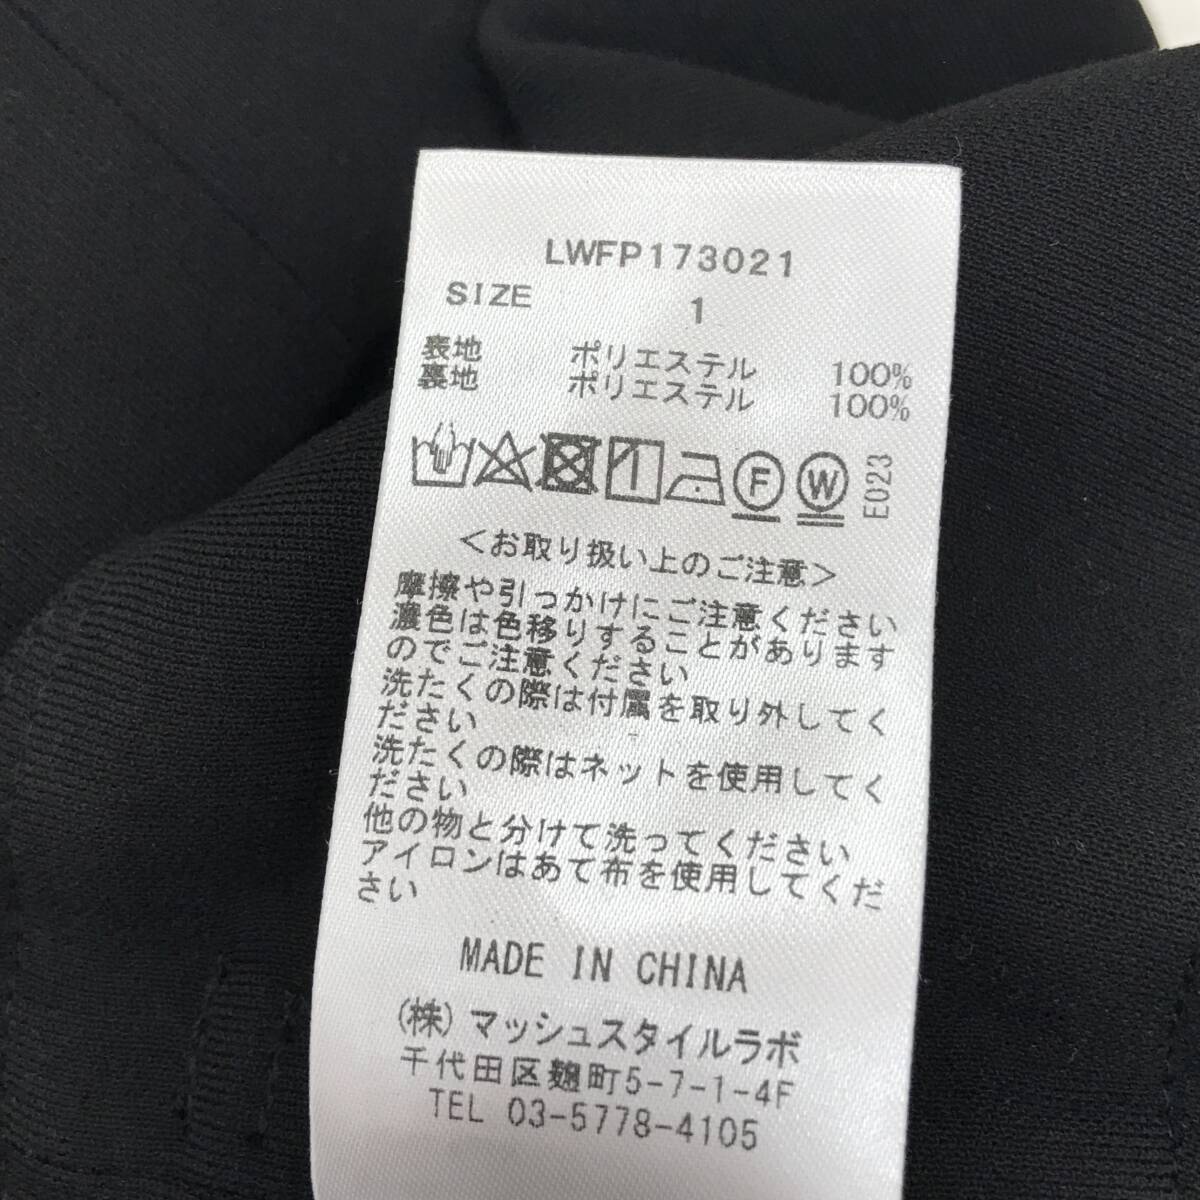 LWFP173021
SIZE 1
表地 ポリエステル 100%
裏地 ポリエステル 100%
F W E023
<お取り扱い上のご注意>
摩擦や引っかけにご注意ください
濃色は色移りすることがあります
のでご注意ください
洗たくの際は付属を取り外してく
ださい
洗たくの際はネットを使用してく
ださい
他の物と分けて洗ってください
アイロンはあて布を使用してくだ
さい
MADE IN CHINA
(株)マッシュスタイルラボ
千代田区麹町5-7-1-4F
TEL 03-5778-4105